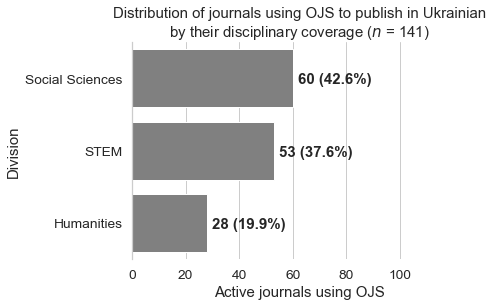 Distribution of journals using OJS to publish in Ukrainian
by their disciplinary coverage (n = 141)
Social Sciences
60 (42.6%)
STEM
53 (37.6%)
Humanities
28 (19.9%)
Division
0 20 40 60 80 100
Active journals using OJS